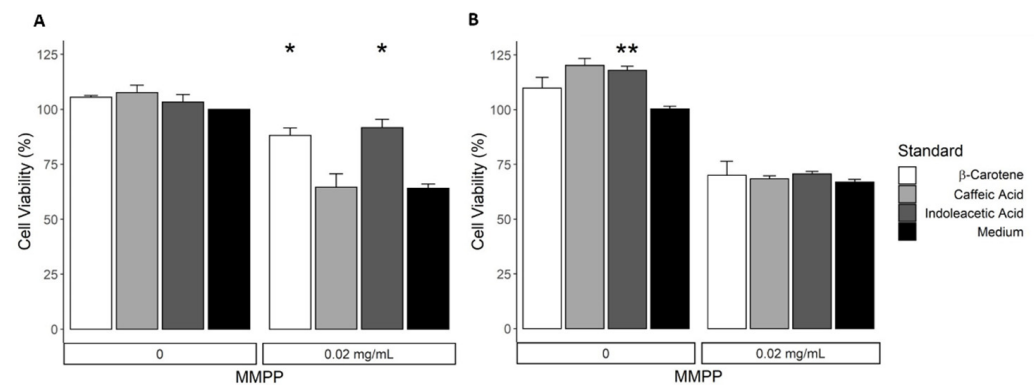 A
* *
125
100
75
50
25
0
Cell Viability (%)
0 0.02 mg/mL
MMPP
B
**
125
100
75
50
25
0
Cell Viability (%)
0 0.02 mg/mL
MMPP
Standard
β-Carotene
Caffeic Acid
Indoleacetic Acid
Medium